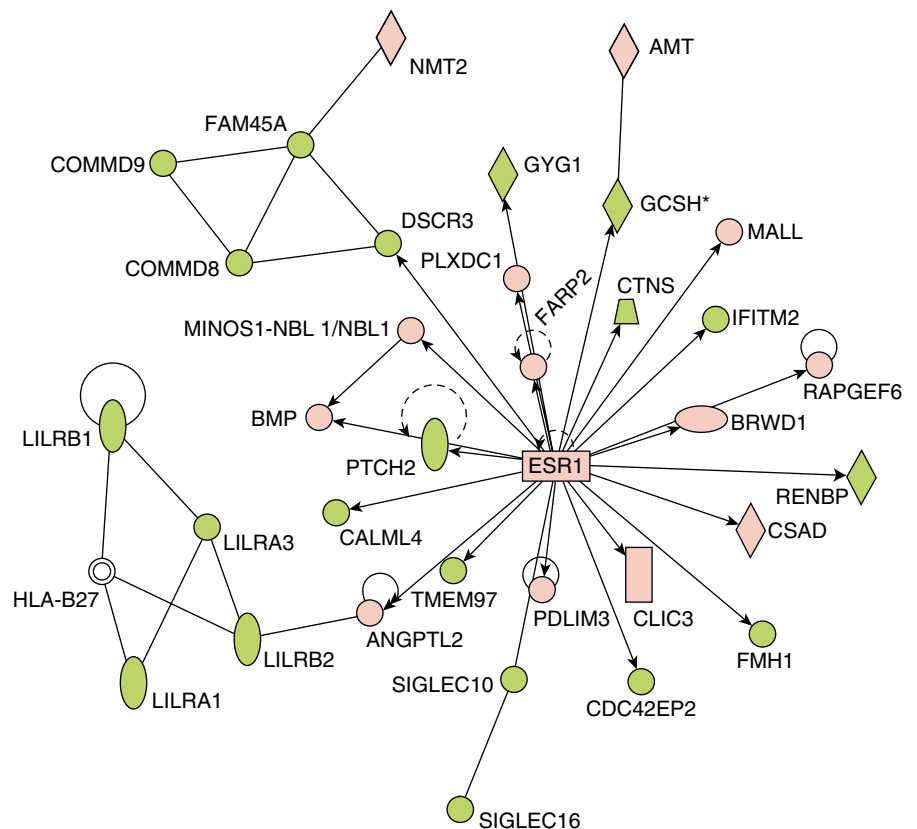 AMT
NMT2
FAM45A
COMMD9
GYG1
GCSH*
DSCR3
MALL
COMMD8
PLXDC1
FARP2
CTNS
MINOS1-NBL 1/NBL1
IFITM2
RAPGEF6
BMP
BRWD1
LILRB1
PTCH2
ESR1
RENBP
CALML4
CSAD
LILRA3
HLA-B27
TMEM97
PDLIM3
CLIC3
ANGPTL2
LILRB2
FMH1
SIGLEC10
LILRA1
CDC42EP2
SIGLEC16